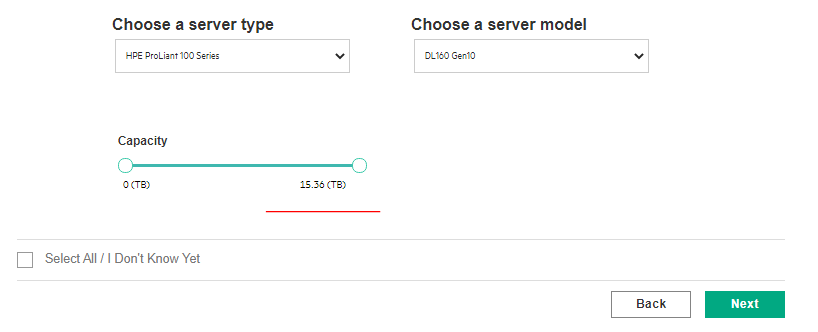 Choose a server type
Choose a server model
HPE ProLiant 100 Series
DL160 Gen10
Capacity
0 (TB)
15.36 (TB)
Select All / I Don't Know Yet
Back
Next